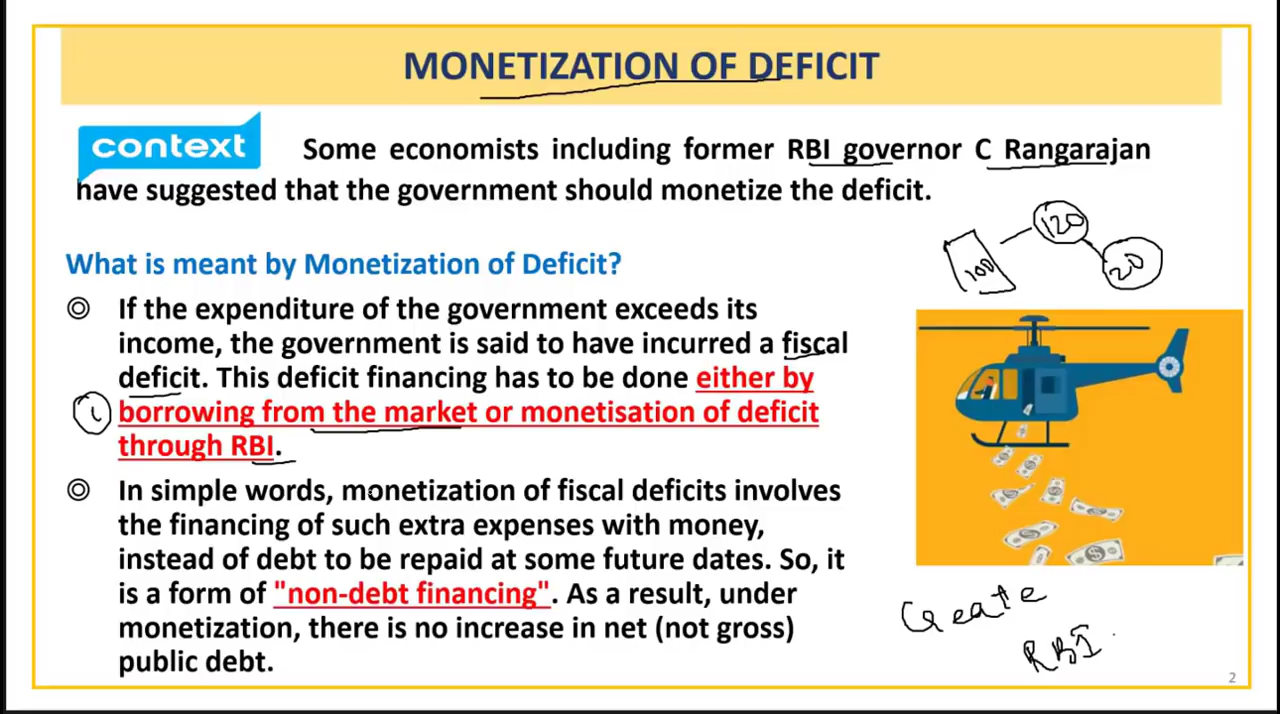 MONETIZATION OF DEFICIT
context Some economists including former RBI governor C Rangarajan
have suggested that the government should monetize the deficit.
120
100
20
What is meant by Monetization of Deficit?
If the expenditure of the government exceeds its
income, the government is said to have incurred a fiscal
deficit. This deficit financing has to be done either by
borrowing from the market or monetisation of deficit
through RBI.
In simple words, monetization of fiscal deficits involves
the financing of such extra expenses with money,
instead of debt to be repaid at some future dates. So, it
is a form of "non-debt financing". As a result, under
monetization, there is no increase in net (not gross)
public debt.
Create
RBI
2